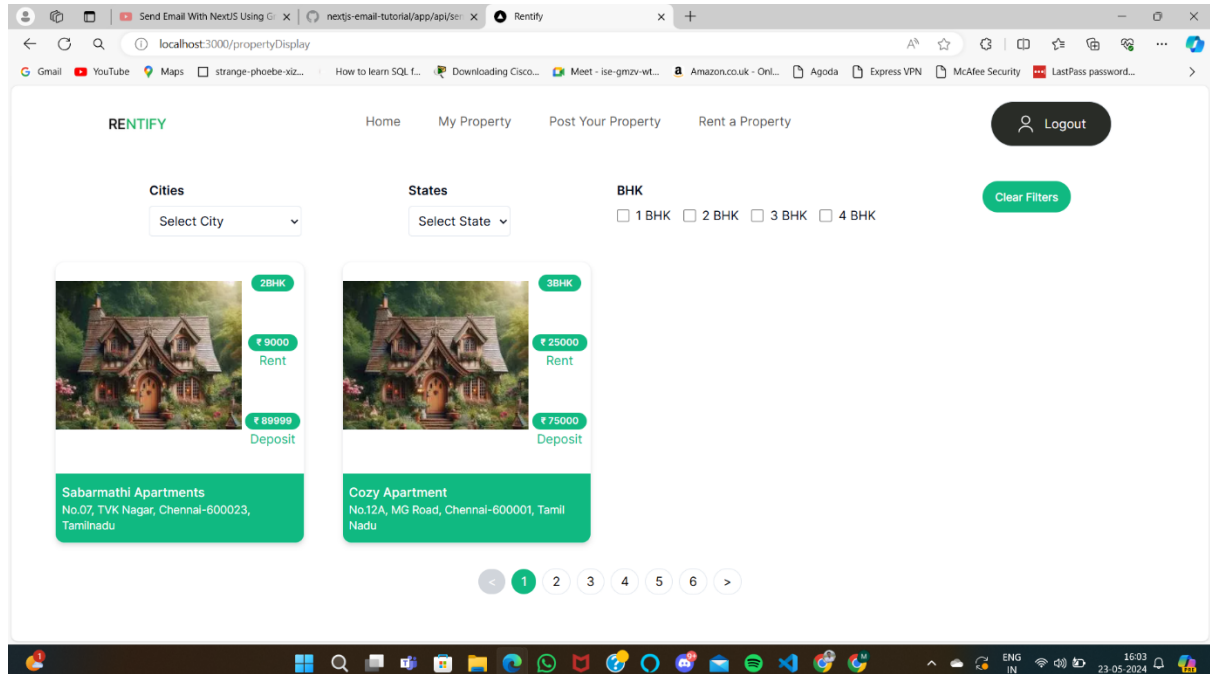 Send Email With NextJS Using G
nextjs-email-tutorial/app/api/sen
Rentify
localhost:3000/propertyDisplay
Gmail YouTube Maps strange-phoebe-xiz... How to learn SQL f... Downloading Cisco... Meet - ise-gmzv-wt... Amazon.co.uk - Onl... Agoda Express VPN McAfee Security LastPass password...
RENTIFY Home My Property Post Your Property Rent a Property Logout
Cities States BHK Clear Filters
Select City Select State 1 BHK 2 BHK 3 BHK 4 BHK
2BHK
₹ 9000
Rent
₹ 89999
Deposit
Sabarmathi Apartments
No.07, TVK Nagar, Chennai-600023,
Tamilnadu
3BHK
₹ 25000
Rent
₹ 75000
Deposit
Cozy Apartment
No.12A, MG Road, Chennai-600001, Tamil
Nadu
< 1 2 3 4 5 6 >
ENG
IN
16:03
23-05-2024